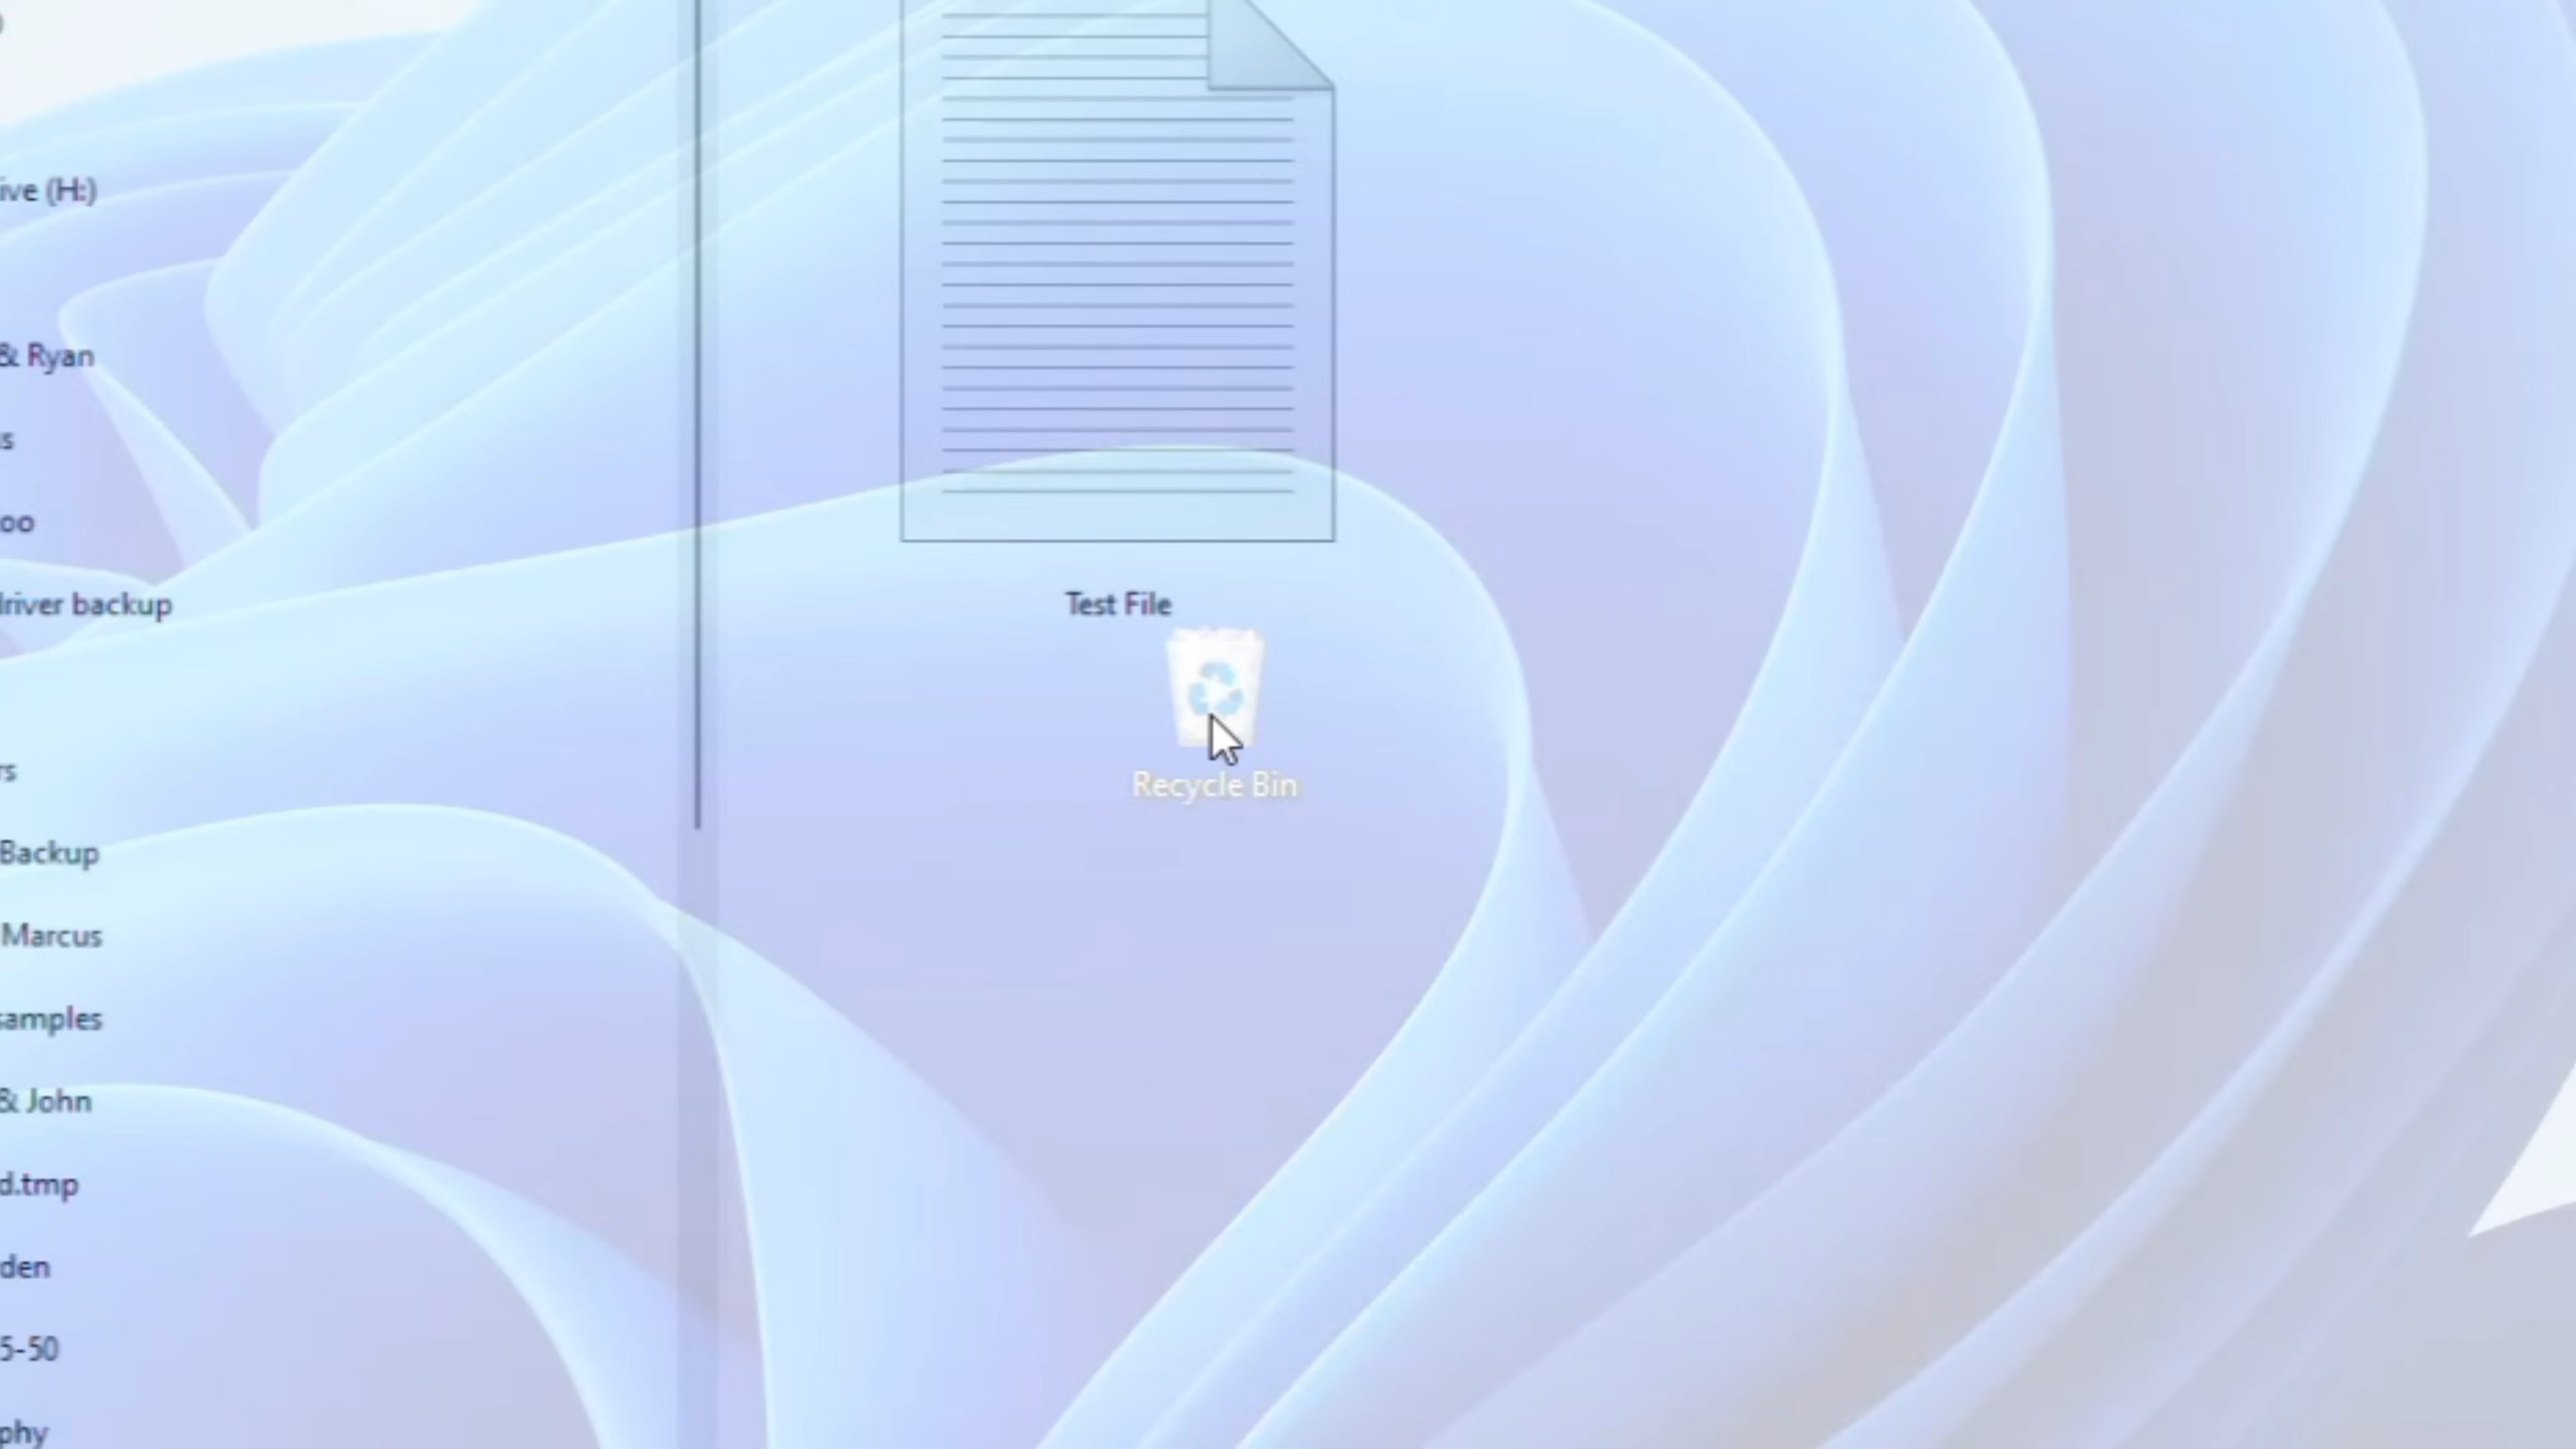 ive (H:)
& Ryan
s
oo
driver backup
Test File
rs
Recycle Bin
Backup
Marcus
samples
& John
d.tmp
den
5-50
phy